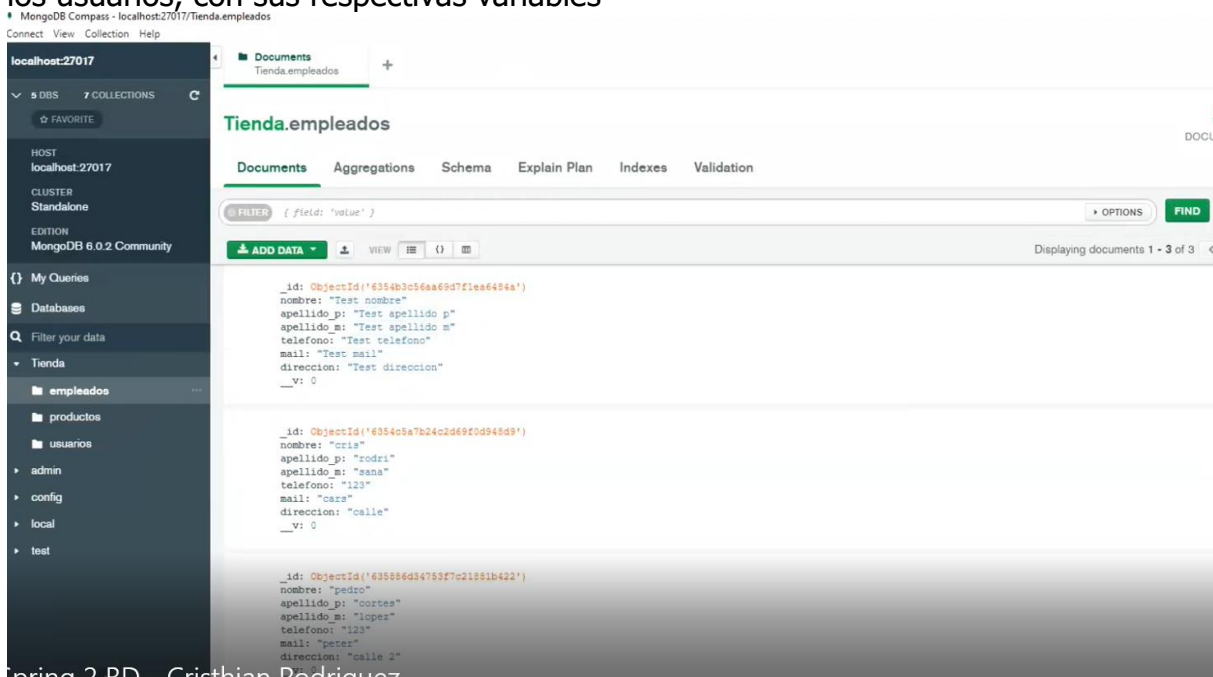 los usuarios, con sus respectivas variables
MongoDB Compass - localhost:27017/Tienda.empleados
Connect View Collection Help
localhost:27017
5 DBS 7 COLLECTIONS
FAVORITE
HOST
localhost:27017
CLUSTER
Standalone
EDITION
MongoDB 6.0.2 Community
{} My Queries
Databases
Filter your data
Tienda
empleados
productos
usuarios
admin
config
local
test
Documents
Tienda.empleados
+
Tienda.empleados
DOCU
Documents Aggregations Schema Explain Plan Indexes Validation
FILTER { field: 'value' }
OPTIONS FIND
ADD DATA VIEW {}
Displaying documents 1 - 3 of 3
_id: ObjectId('6354b3c56aa69d7f1ea6484a')
nombre: "Test nombre"
apellido_p: "Test apellido p"
apellido_m: "Test apellido m"
telefono: "Test telefono"
mail: "Test mail"
direccion: "Test direccion"
__v: 0
_id: ObjectId('6354c5a7b24c2d69f0d948d9')
nombre: "cris"
apellido_p: "rodri"
apellido_m: "sana"
telefono: "123"
mail: "cars"
direccion: "calle"
__v: 0
_id: ObjectId('635886d34753f7c21881b422')
nombre: "pedro"
apellido_p: "cortes"
apellido_m: "lopez"
telefono: "123"
mail: "peter"
direccion: "calle 2"
__v: 0
Spring 2 BD - Cristhian Rodriguez